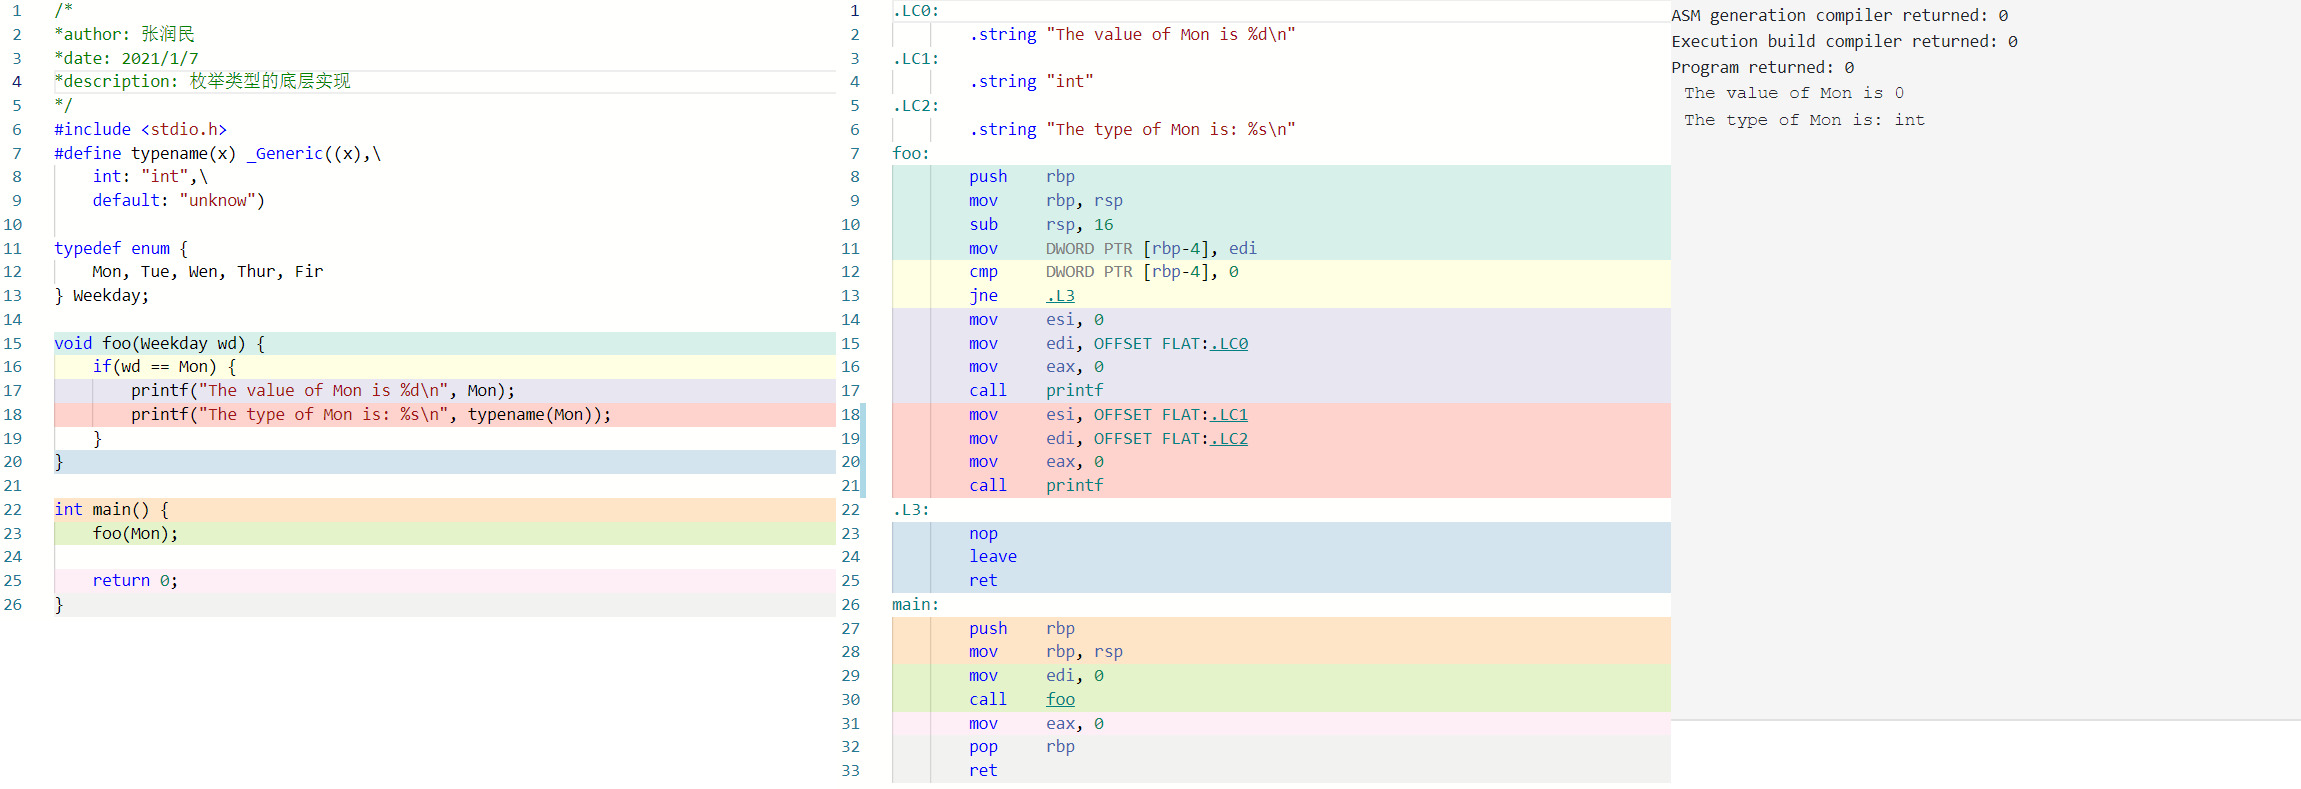 1 /*
2 *author: 张润民
3 *date: 2021/1/7
4 *description: 枚举类型的底层实现
5 */
6 #include <stdio.h>
7 #define typename(x) _Generic((x),\
8     int: "int",\
9     default: "unknow")
10
11 typedef enum {
12     Mon, Tue, Wen, Thur, Fir
13 } Weekday;
14
15 void foo(Weekday wd) {
16     if(wd == Mon) {
17         printf("The value of Mon is %d\n", Mon);
18         printf("The type of Mon is: %s\n", typename(Mon));
19     }
20 }
21
22 int main() {
23     foo(Mon);
24
25     return 0;
26 }
1 .LC0:
2         .string "The value of Mon is %d\n"
3 .LC1:
4         .string "int"
5 .LC2:
6         .string "The type of Mon is: %s\n"
7 foo:
8         push    rbp
9         mov     rbp, rsp
10         sub     rsp, 16
11         mov     DWORD PTR [rbp-4], edi
12         cmp     DWORD PTR [rbp-4], 0
13         jne     .L3
14         mov     esi, 0
15         mov     edi, OFFSET FLAT:.LC0
16         mov     eax, 0
17         call    printf
18         mov     esi, OFFSET FLAT:.LC1
19         mov     edi, OFFSET FLAT:.LC2
20         mov     eax, 0
21         call    printf
22 .L3:
23         nop
24         leave
25         ret
26 main:
27         push    rbp
28         mov     rbp, rsp
29         mov     edi, 0
30         call    foo
31         mov     eax, 0
32         pop     rbp
33         ret
ASM generation compiler returned: 0
Execution build compiler returned: 0
Program returned: 0
The value of Mon is 0
The type of Mon is: int